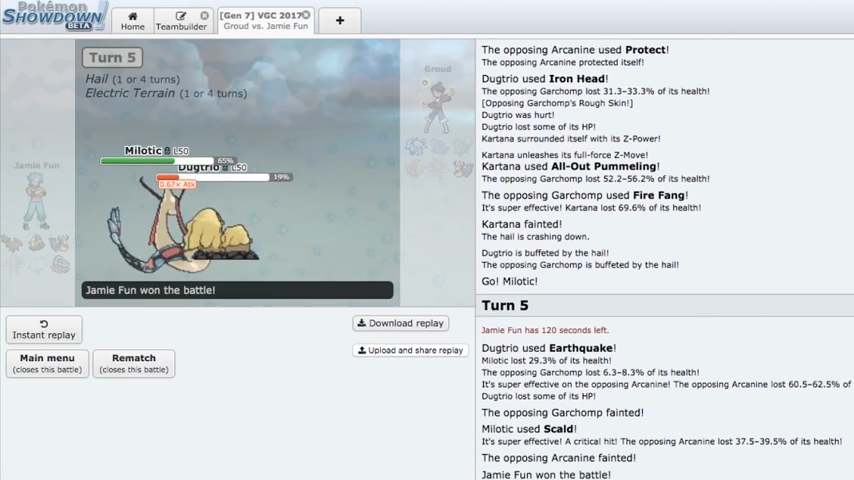 Pokémon
SHOWDOWN!
BETA
Home
Teambuilder
[Gen 7] VGC 2017
Groud vs. Jamie Fun
+
Turn 5
Hail (1 or 4 turns)
Electric Terrain (1 or 4 turns)
Groud
Jamie Fun
Milotic L50
65%
Dugtrio L50
19%
0.67× Atk
Jamie Fun won the battle!
Instant replay
Download replay
Upload and share replay
Main menu
(closes this battle)
Rematch
(closes this battle)
The opposing Arcanine used Protect!
The opposing Arcanine protected itself!
Dugtrio used Iron Head!
The opposing Garchomp lost 31.3–33.3% of its health!
[Opposing Garchomp's Rough Skin!]
Dugtrio was hurt!
Dugtrio lost some of its HP!
Kartana surrounded itself with its Z-Power!
Kartana unleashes its full-force Z-Move!
Kartana used All-Out Pummeling!
The opposing Garchomp lost 52.2–56.2% of its health!
The opposing Garchomp used Fire Fang!
It's super effective! Kartana lost 69.6% of its health!
Kartana fainted!
The hail is crashing down.
Dugtrio is buffeted by the hail!
The opposing Garchomp is buffeted by the hail!
Go! Milotic!
Turn 5
Jamie Fun has 120 seconds left.
Dugtrio used Earthquake!
Milotic lost 29.3% of its health!
The opposing Garchomp lost 6.3–8.3% of its health!
It's super effective on the opposing Arcanine! The opposing Arcanine lost 60.5–62.5% of
Dugtrio lost some of its HP!
The opposing Garchomp fainted!
Milotic used Scald!
It's super effective! A critical hit! The opposing Arcanine lost 37.5–39.5% of its health!
The opposing Arcanine fainted!
Jamie Fun won the battle!